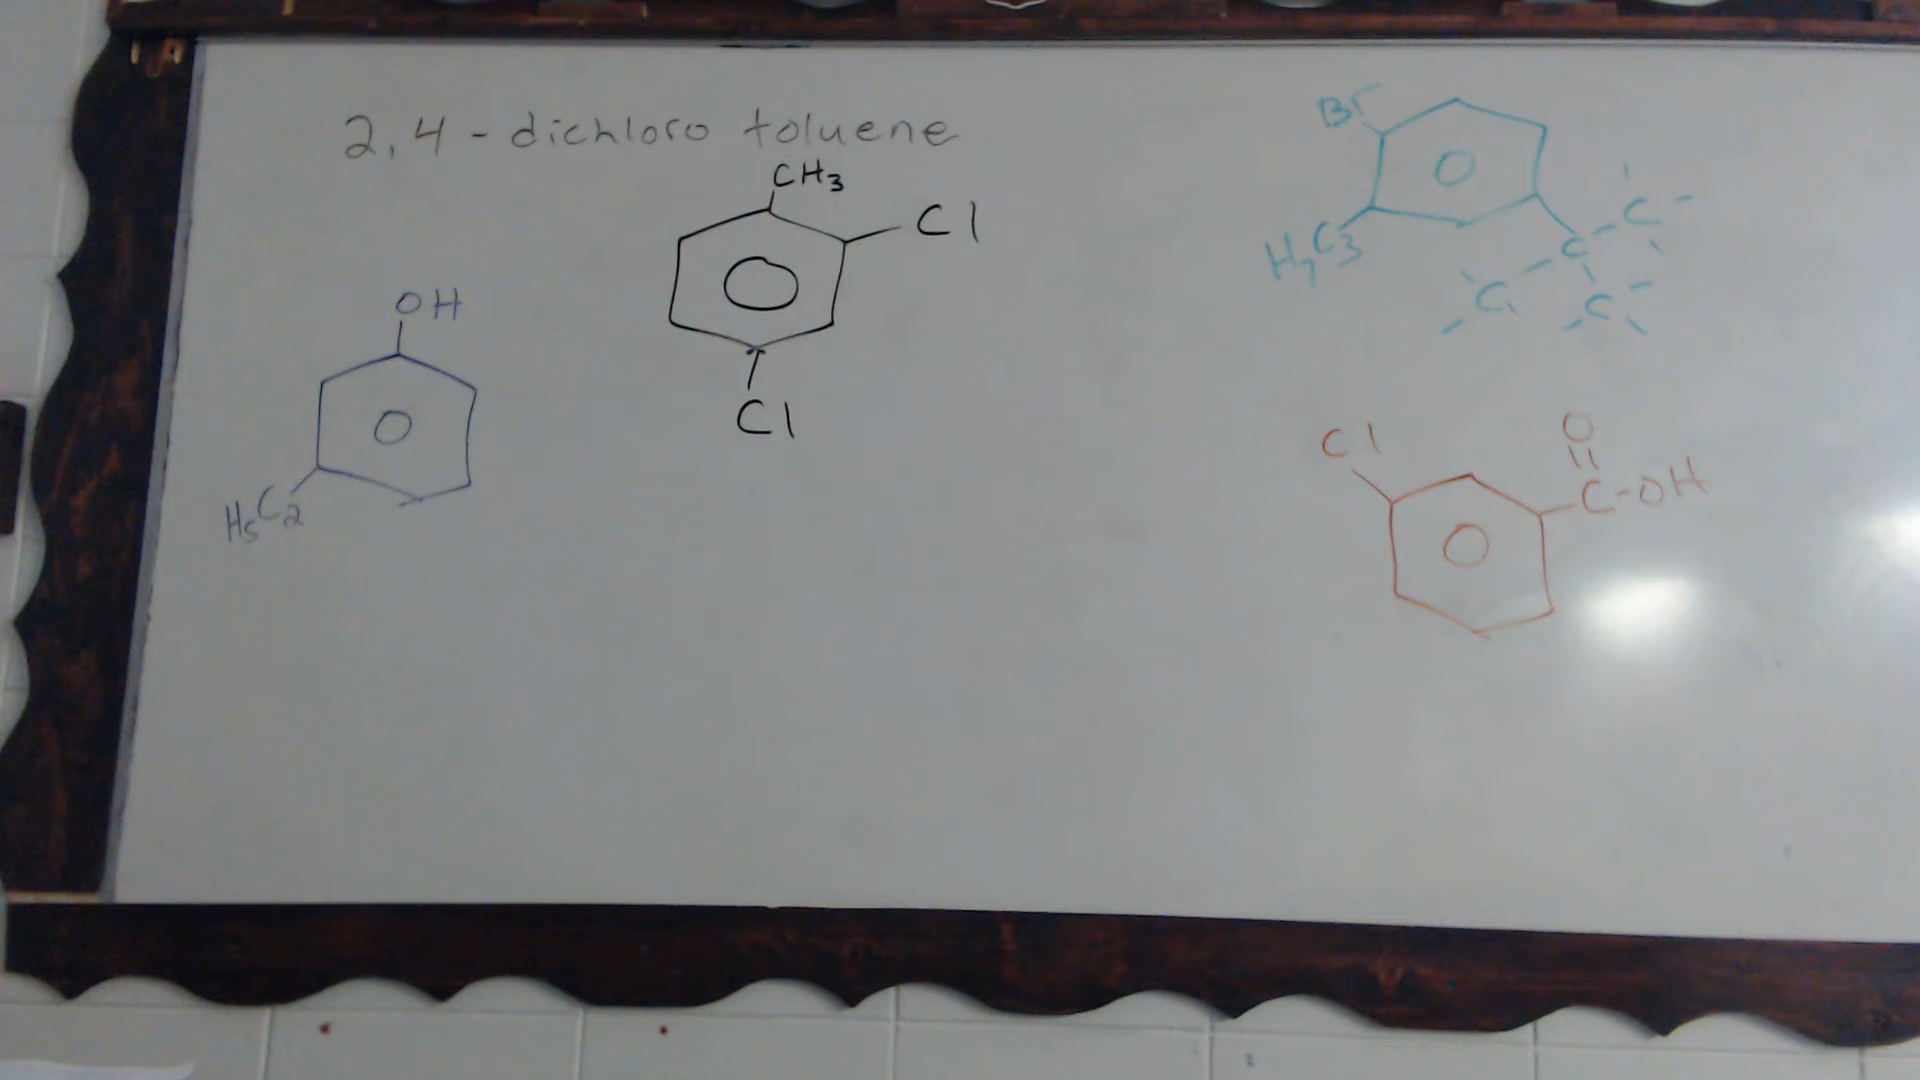 2,4-dichloro toluene
CH3
Cl
Cl
OH
H5C2
Br
H7C3
C
C
C
C
Cl
O
C-OH